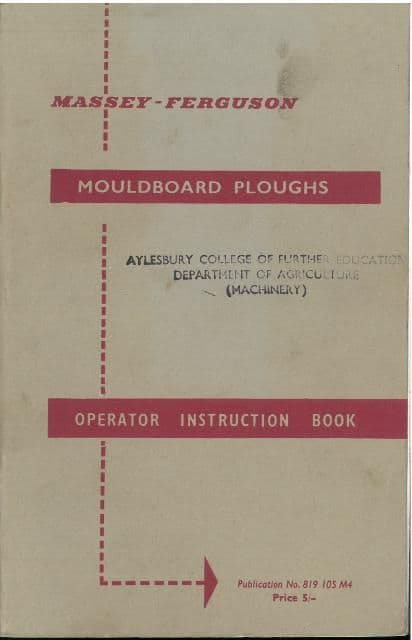 MASSEY-FERGUSON
MOULDBOARD PLOUGHS
AYLESBURY COLLEGE OF FURTHER EDUCATION
DEPARTMENT OF AGRICULTURE
(MACHINERY)
OPERATOR INSTRUCTION BOOK
Publication No. 819 105 M4
Price 5/-